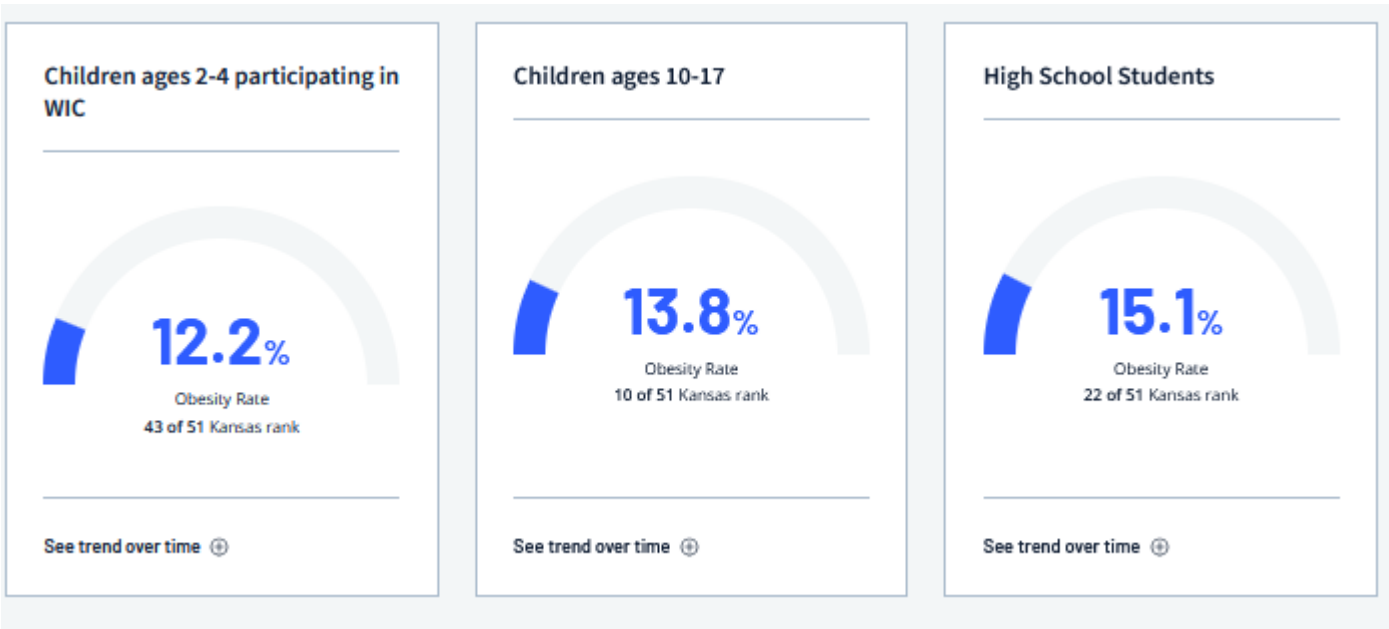 Children ages 2-4 participating in
WIC
12.2%
Obesity Rate
43 of 51 Kansas rank
See trend over time
Children ages 10-17
13.8%
Obesity Rate
10 of 51 Kansas rank
See trend over time
High School Students
15.1%
Obesity Rate
22 of 51 Kansas rank
See trend over time